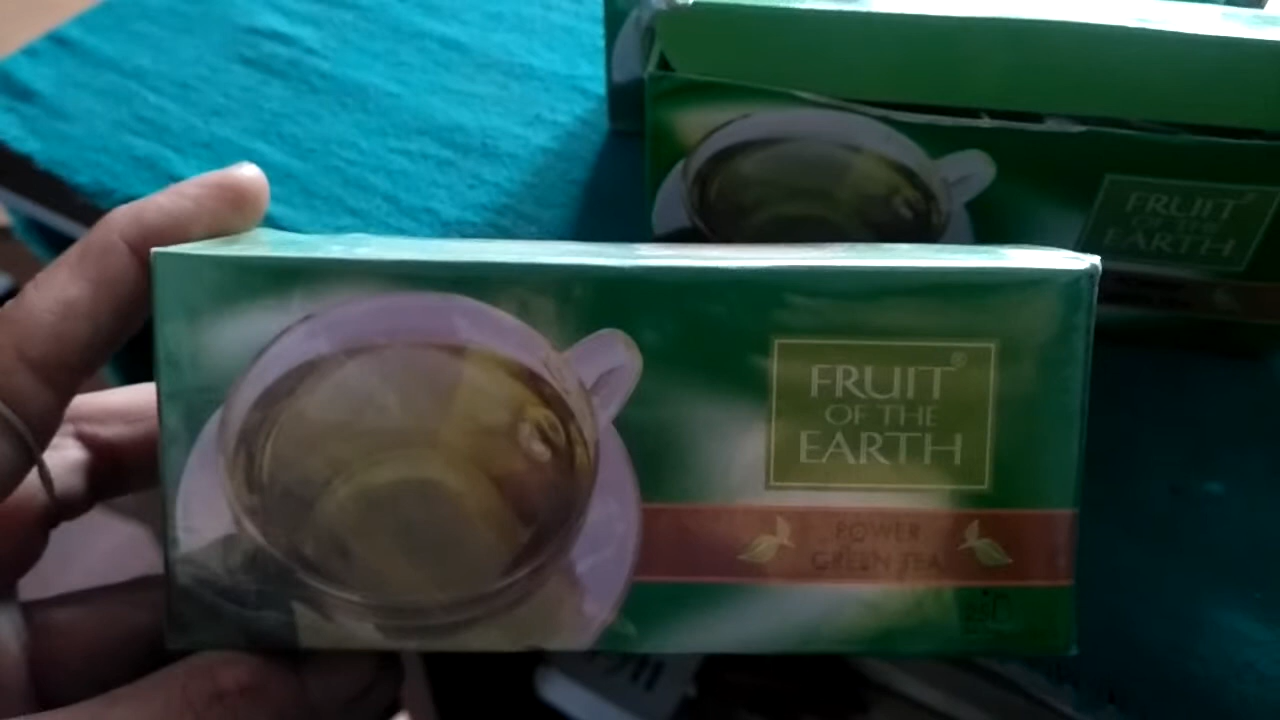 FRUIT
OF THE
EARTH
FRUIT®
OF THE
EARTH
POWER
GREEN TEA